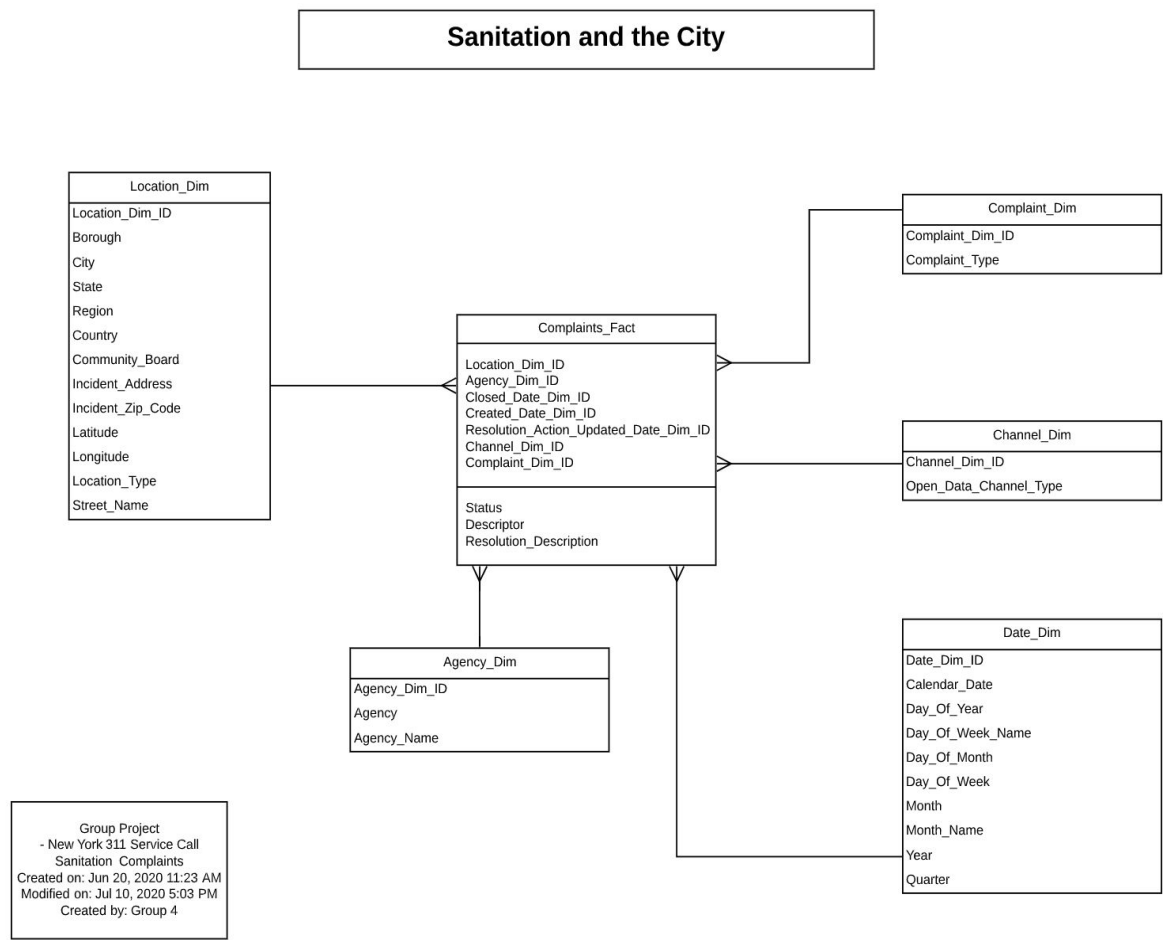 Sanitation and the City
Location_Dim
Location_Dim_ID
Borough
City
State
Region
Country
Community_Board
Incident_Address
Incident_Zip_Code
Latitude
Longitude
Location_Type
Street_Name
Complaints_Fact
Location_Dim_ID
Agency_Dim_ID
Closed_Date_Dim_ID
Created_Date_Dim_ID
Resolution_Action_Updated_Date_Dim_ID
Channel_Dim_ID
Complaint_Dim_ID
Status
Descriptor
Resolution_Description
Complaint_Dim
Complaint_Dim_ID
Complaint_Type
Channel_Dim
Channel_Dim_ID
Open_Data_Channel_Type
Agency_Dim
Agency_Dim_ID
Agency
Agency_Name
Date_Dim
Date_Dim_ID
Calendar_Date
Day_Of_Year
Day_Of_Week_Name
Day_Of_Month
Day_Of_Week
Month
Month_Name
Year
Quarter
Group Project
- New York 311 Service Call
Sanitation Complaints
Created on: Jun 20, 2020 11:23 AM
Modified on: Jul 10, 2020 5:03 PM
Created by: Group 4